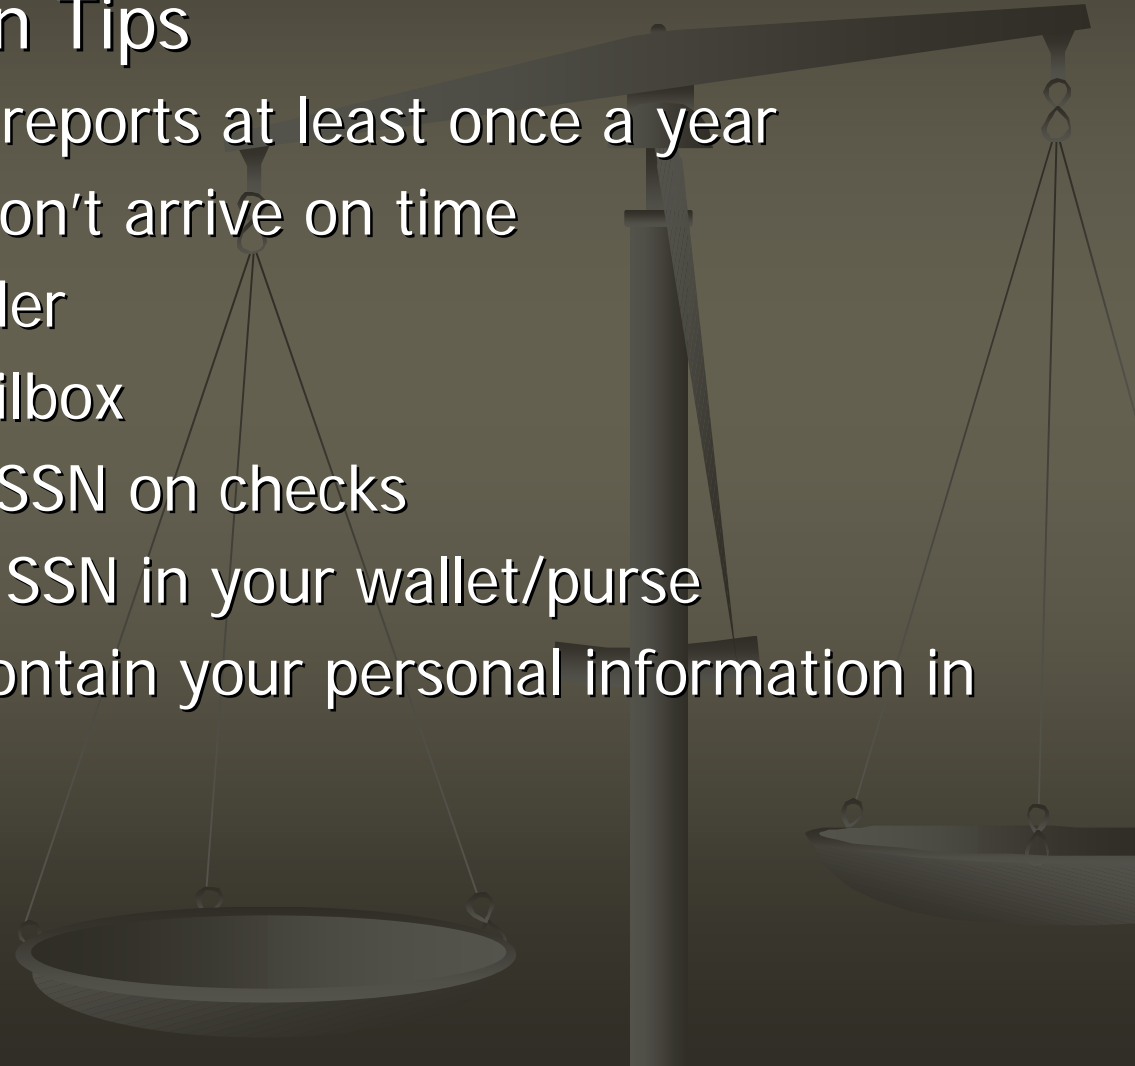 n Tips
reports at least once a year
on't arrive on time
ler
ilbox
SSN on checks
SSN in your wallet/purse
ontain your personal information in